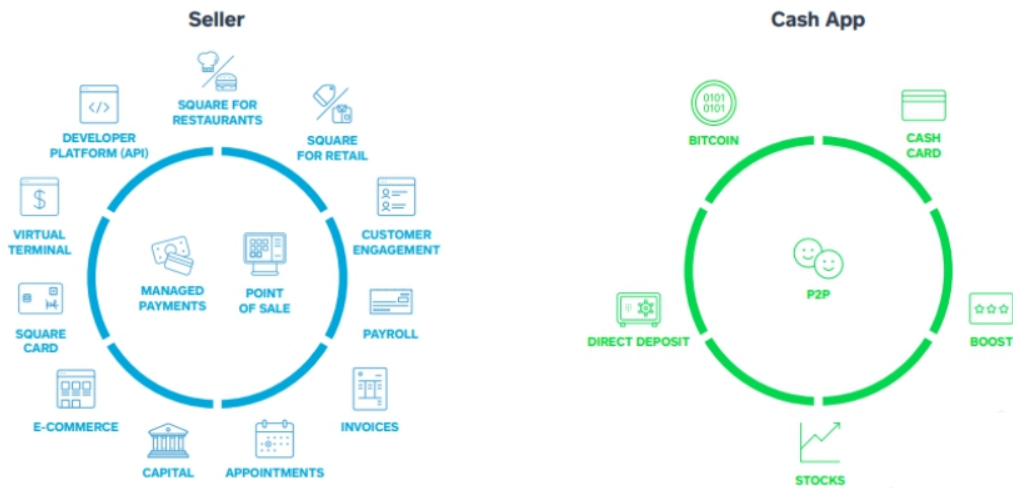 Seller
SQUARE FOR
RESTAURANTS
</>
DEVELOPER
PLATFORM (API)
SQUARE
FOR RETAIL
$
VIRTUAL
TERMINAL
CUSTOMER
ENGAGEMENT
MANAGED
PAYMENTS
POINT
OF SALE
SQUARE
CARD
PAYROLL
E-COMMERCE
INVOICES
CAPITAL
APPOINTMENTS
Cash App
0101
0101
BITCOIN
CASH
CARD
P2P
DIRECT DEPOSIT
BOOST
STOCKS